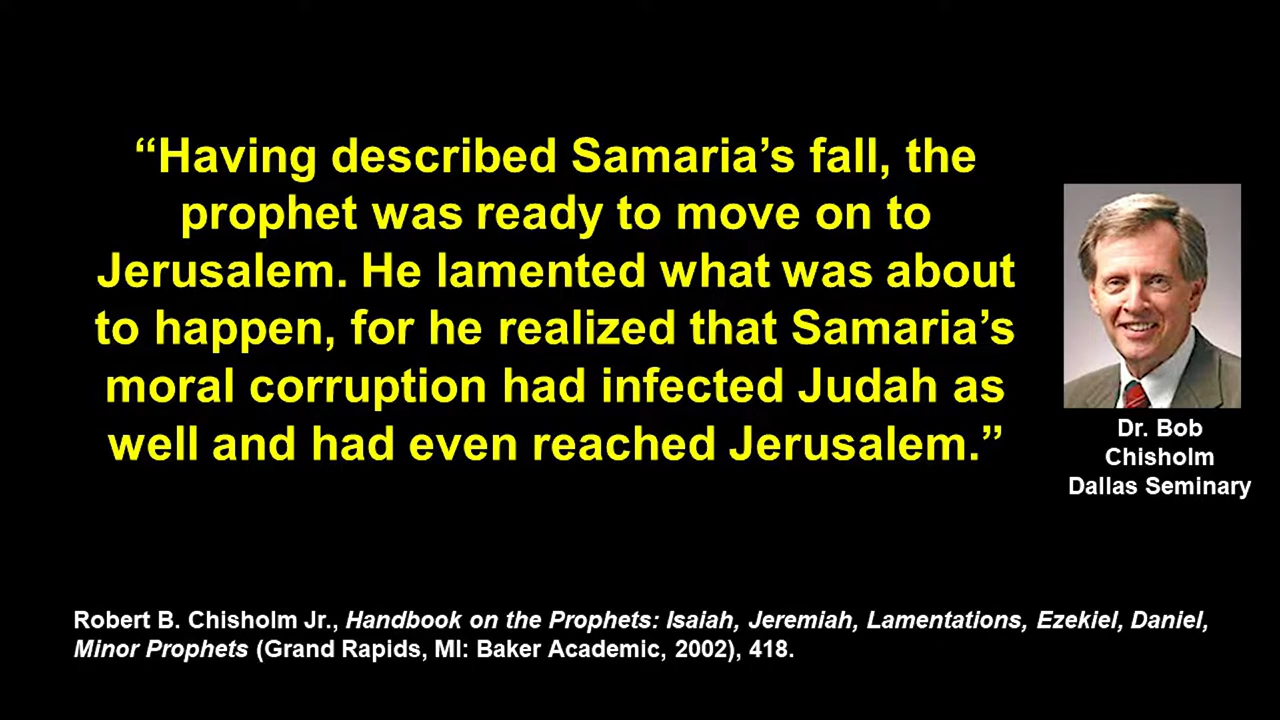 “Having described Samaria’s fall, the
prophet was ready to move on to
Jerusalem. He lamented what was about
to happen, for he realized that Samaria’s
moral corruption had infected Judah as
well and had even reached Jerusalem.”
Dr. Bob
Chisholm
Dallas Seminary
Robert B. Chisholm Jr., Handbook on the Prophets: Isaiah, Jeremiah, Lamentations, Ezekiel, Daniel,
Minor Prophets (Grand Rapids, MI: Baker Academic, 2002), 418.